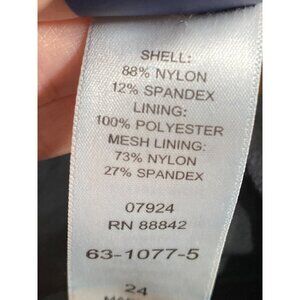 SHELL:
88% NYLON
12% SPANDEX
LINING:
100% POLYESTER
MESH LINING:
73% NYLON
27% SPANDEX
07924
RN 88842
63-1077-5
24